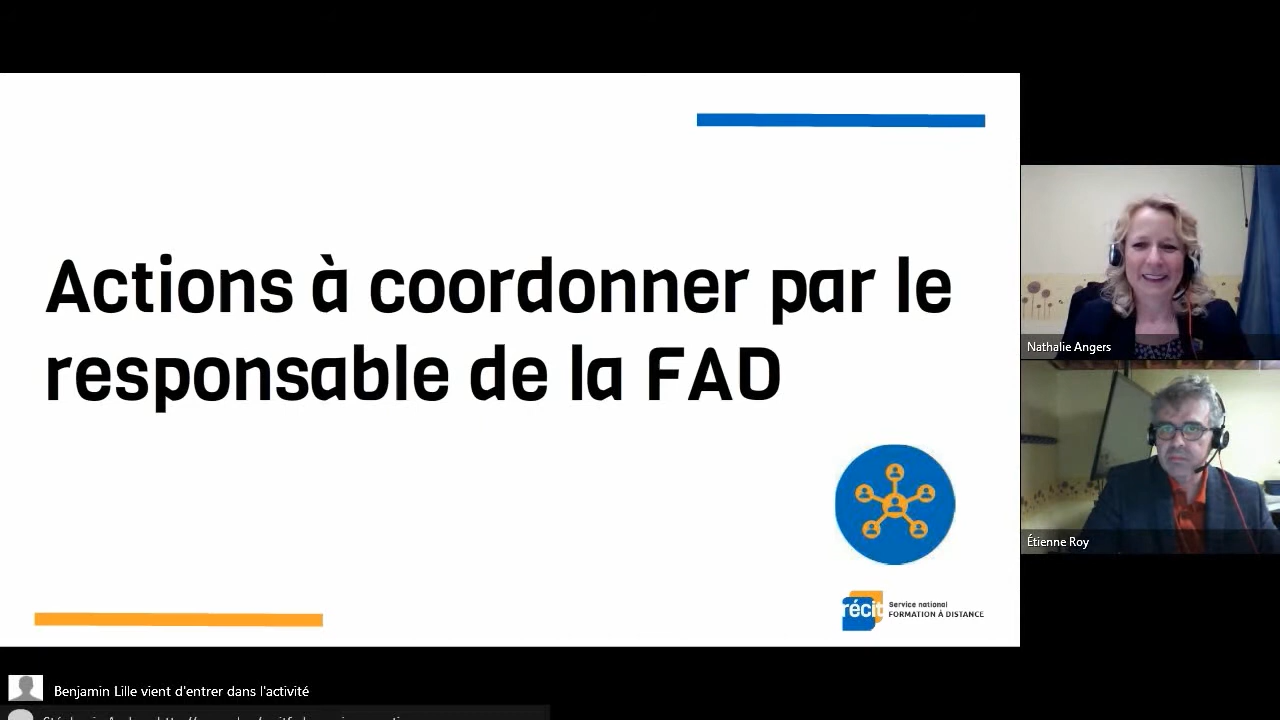 Actions à coordonner par le
responsable de la FAD
récit
Service national
FORMATION À DISTANCE
Nathalie Angers
Étienne Roy
Benjamin Lille vient d'entrer dans l'activité